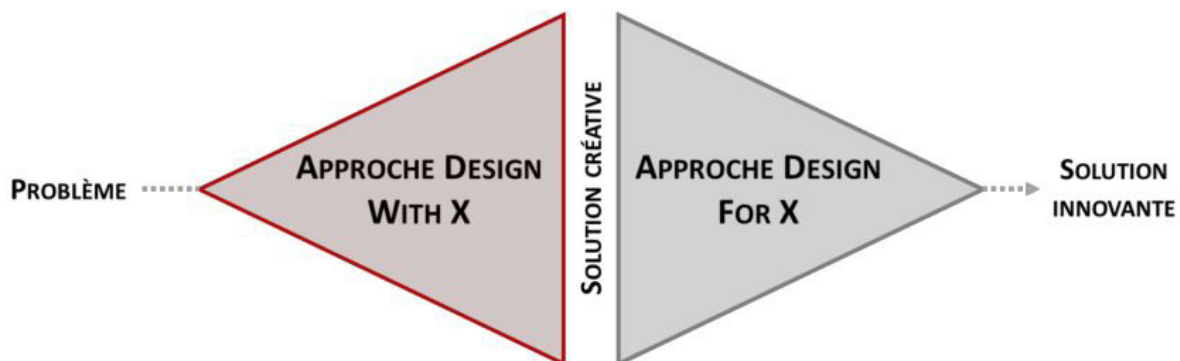 PROBLÈME
APPROCHE DESIGN
WITH X
SOLUTION CRÉATIVE
APPROCHE DESIGN
FOR X
SOLUTION
INNOVANTE